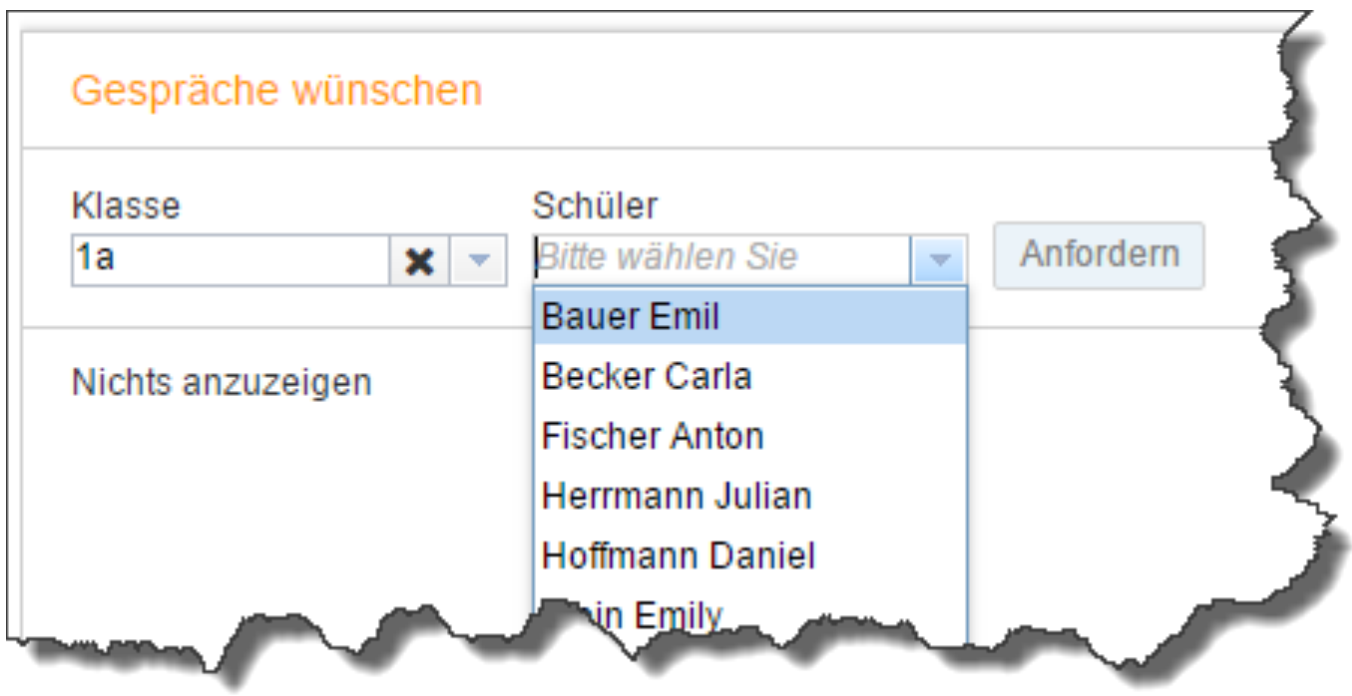 Gespräche wünschen
Klasse
Schüler
1a
Bitte wählen Sie
Anfordern
Bauer Emil
Nichts anzuzeigen
Becker Carla
Fischer Anton
Herrmann Julian
Hoffmann Daniel
Emily